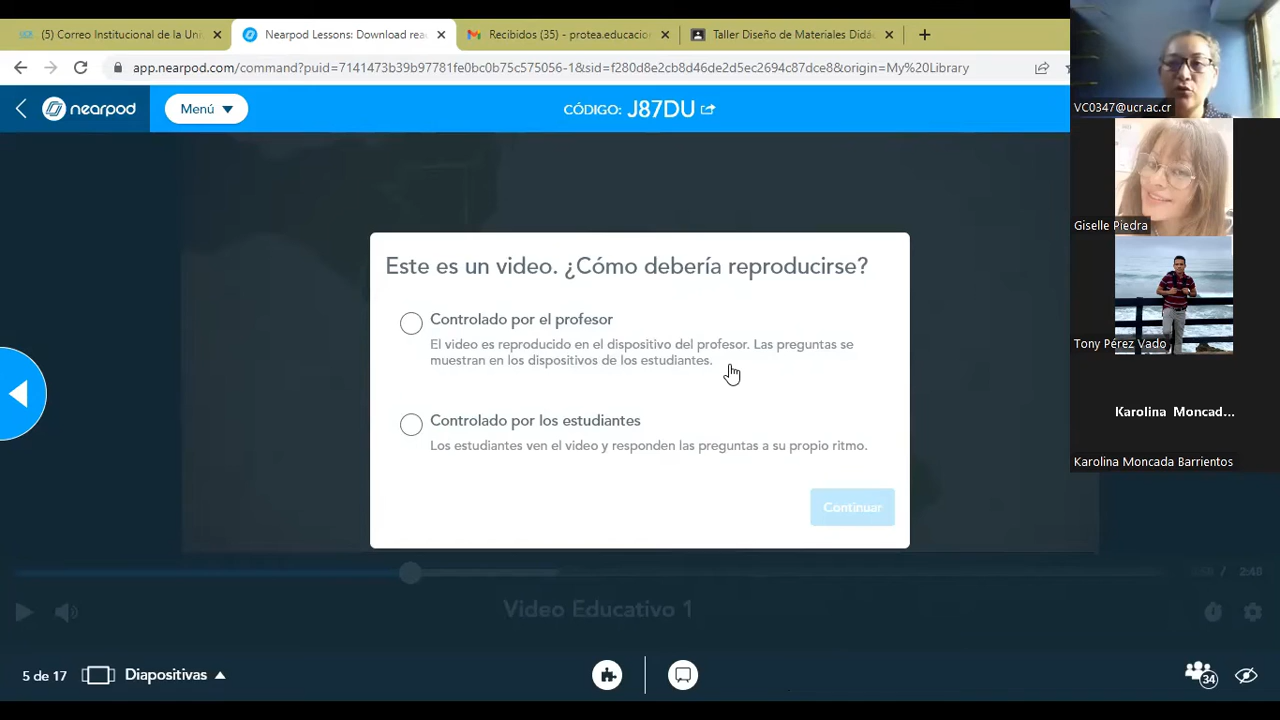 (5) Correo Institucional de la Uni
Nearpod Lessons: Download rea
Recibidos (35) - protea.educacion
Taller Diseño de Materiales Didá
app.nearpod.com/command?puid=7141473b39b97781fe0bc0b675c575056-1&sid=f280d8e2cb8d46de2d5ec2694c87dce8&origin=My%20Library
nearpod
Menú
CÓDIGO: J87DU
VC0347@ucr.ac.cr
Giselle Piedra
Tony Pérez Vado
Karolina Moncad...
Karolina Moncada Barrientos
Este es un video. ¿Cómo debería reproducirse?
Controlado por el profesor
El video es reproducido en el dispositivo del profesor. Las preguntas se
muestran en los dispositivos de los estudiantes.
Controlado por los estudiantes
Los estudiantes ven el video y responden las preguntas a su propio ritmo.
Continuar
/ 2:40
Video Educativo 1
5 de 17
Diapositivas
34